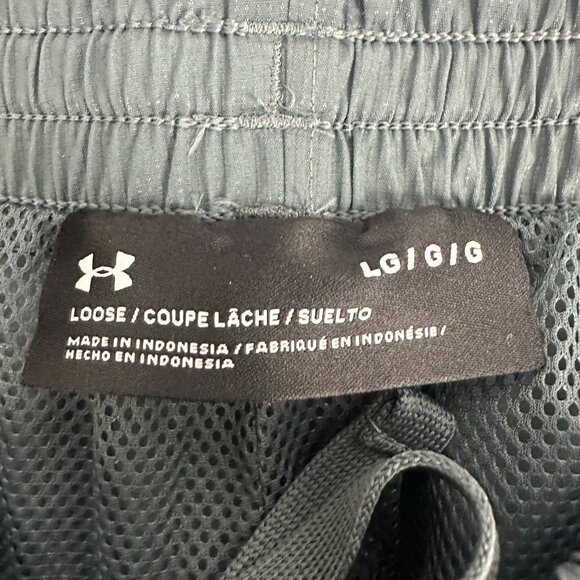 LG/G/G
LOOSE / COUPE LÂCHE / SUELTO
MADE IN INDONESIA / FABRIQUÉ EN INDONÉSIE /
HECHO EN INDONESIA